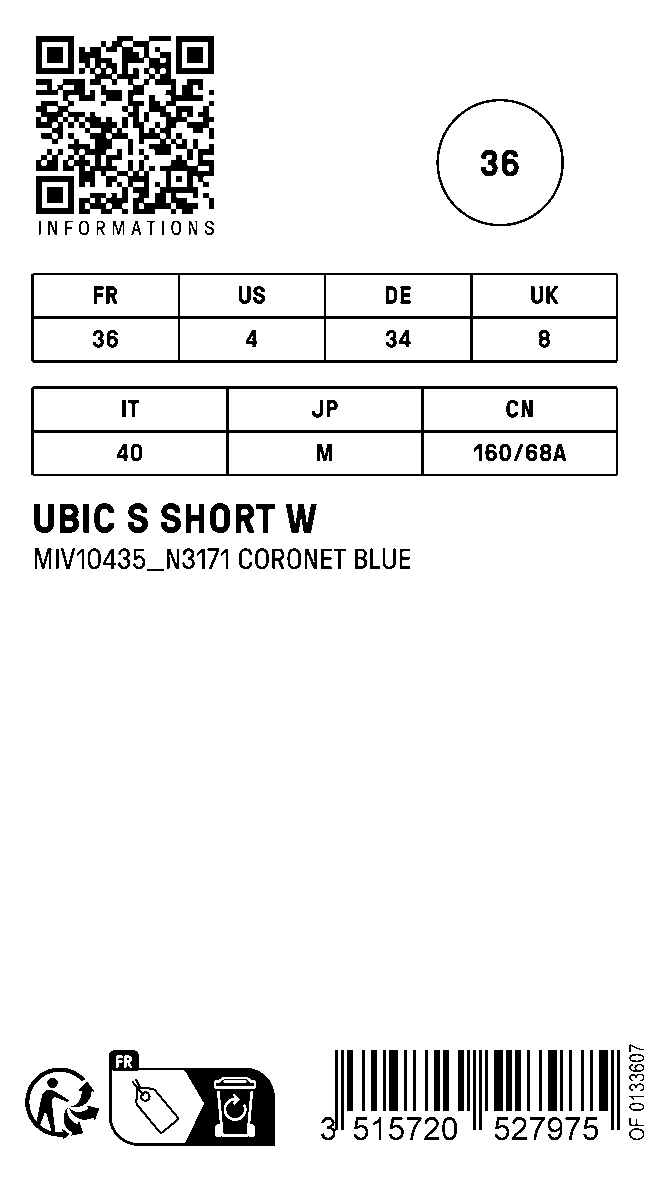 INFORMATIONS
36
FR US DE UK
36 4 34 8
IT JP CN
40 M 160/68A
UBIC S SHORT W
MIV10435_N3171 CORONET BLUE
FR
3 515720 527975
OF 0133607